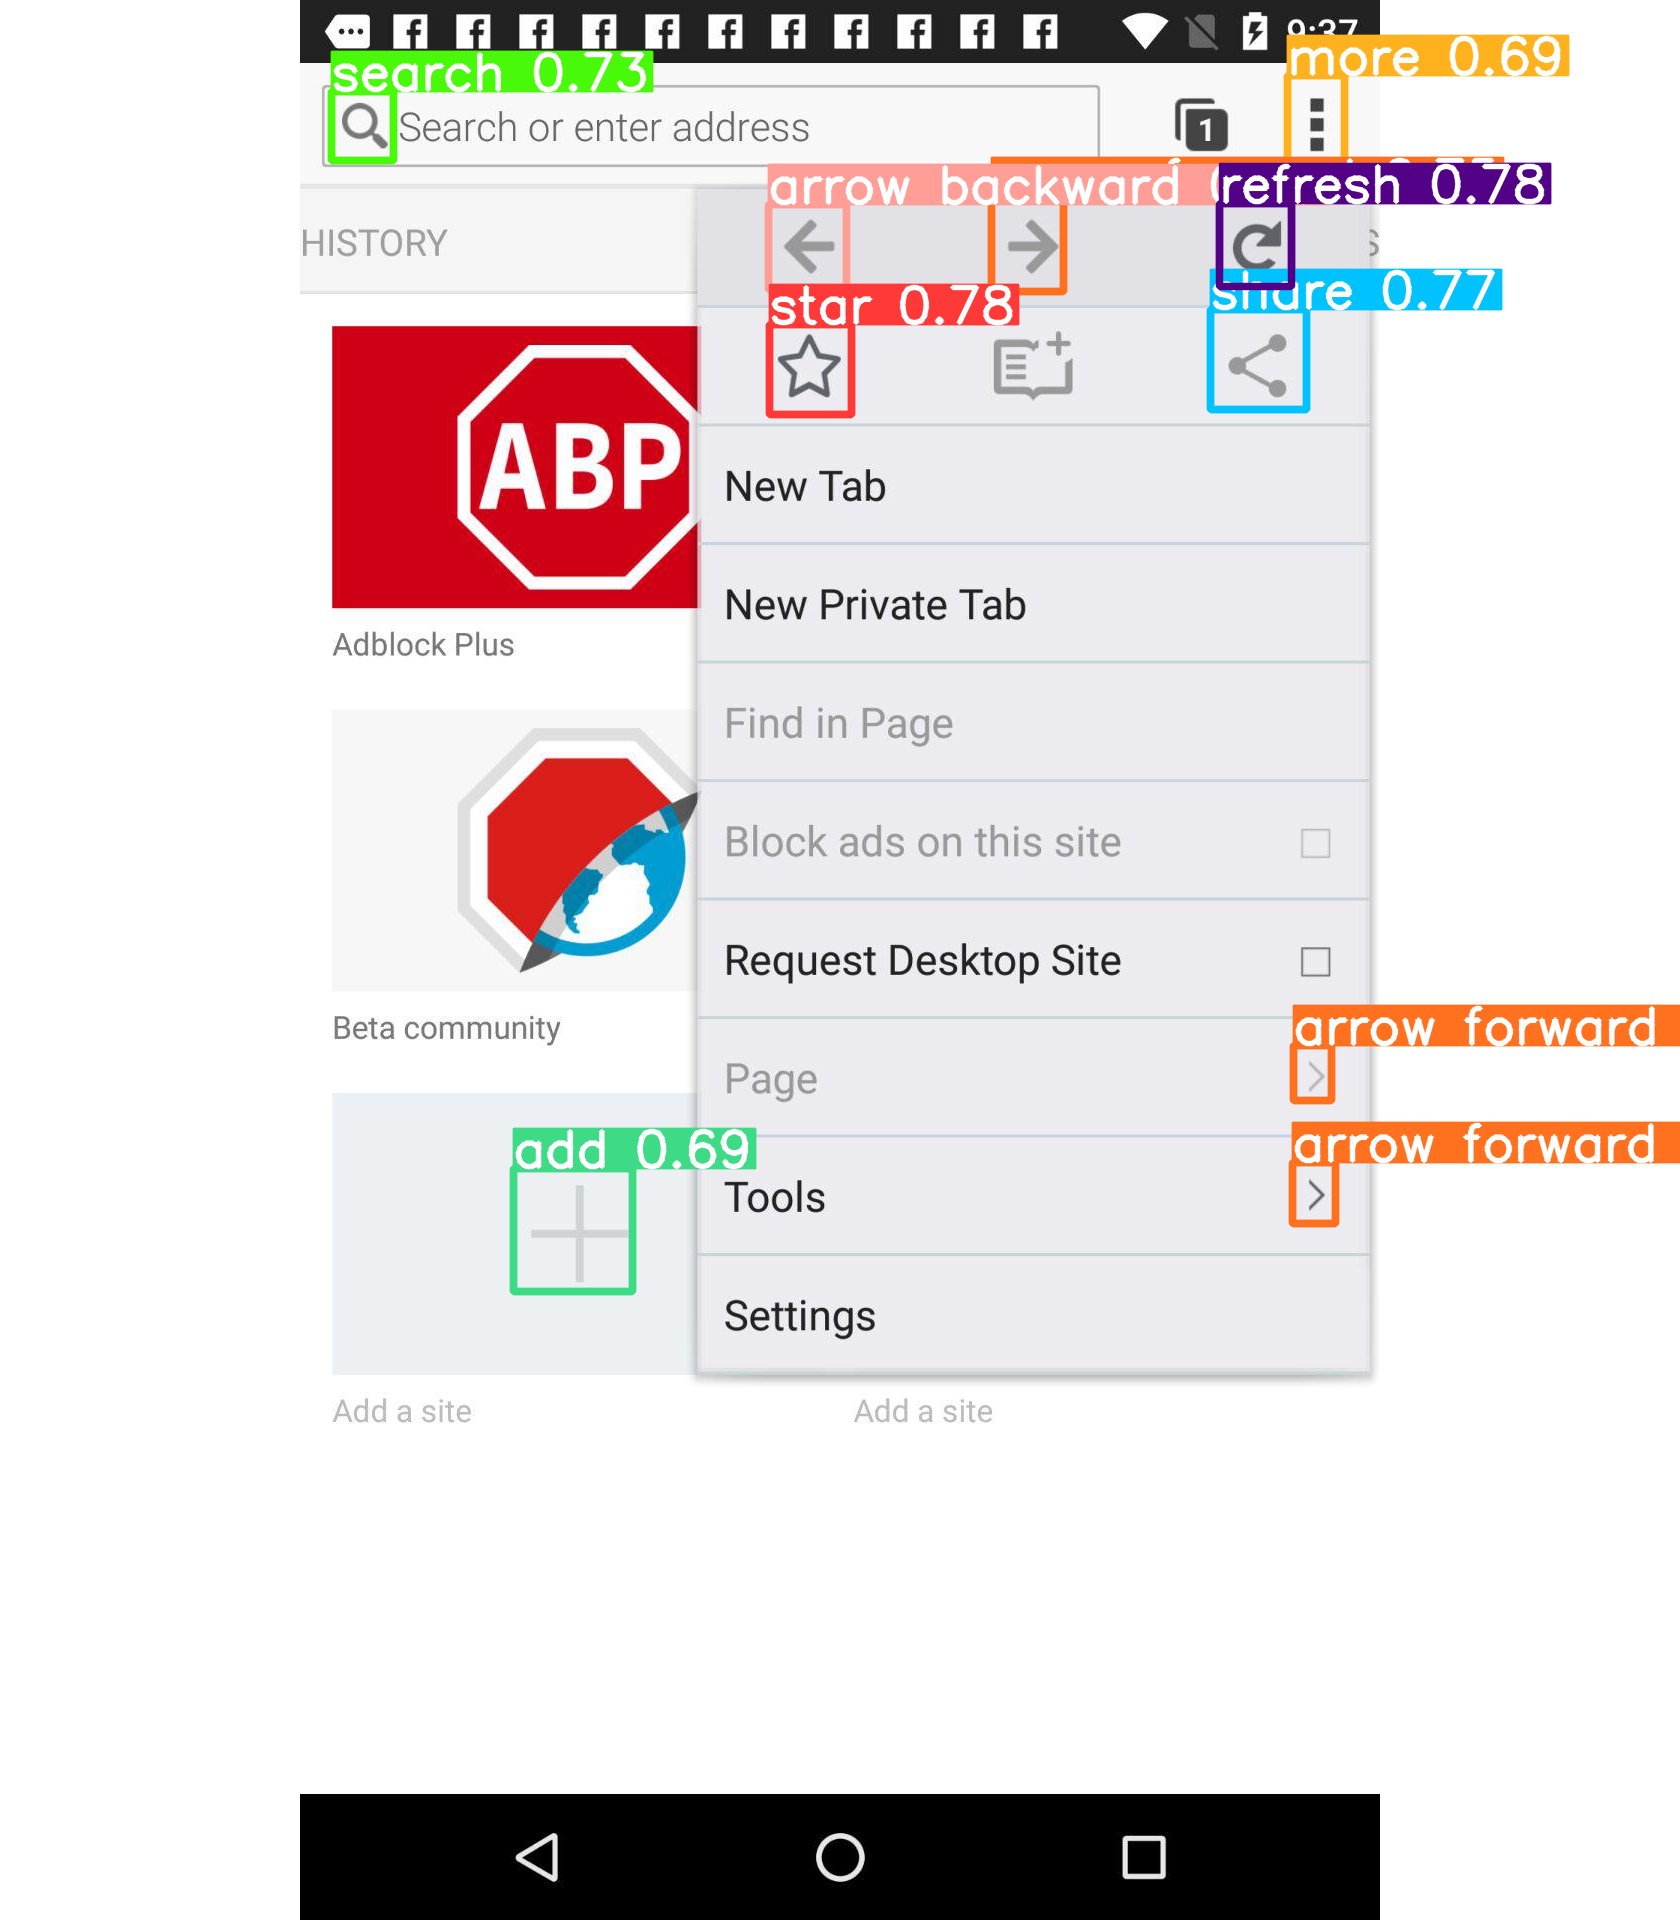 9:37
search 0.73
more 0.69
Search or enter address
1
arrow backward
refresh 0.78
HISTORY
S
star 0.78
share 0.77
ABP
New Tab
New Private Tab
Adblock Plus
Find in Page
Block ads on this site
Request Desktop Site
Beta community
arrow forward
Page
arrow forward
add 0.69
Tools
Settings
Add a site
Add a site